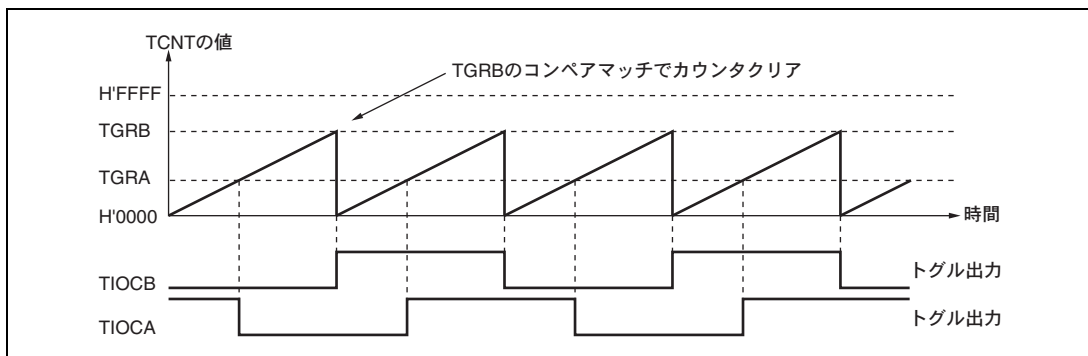 TCNTの値
TGRBのコンペアマッチでカウンタクリア
H'FFFF
TGRB
TGRA
H'0000
時間
TIOCB
トグル出力
TIOCA
トグル出力